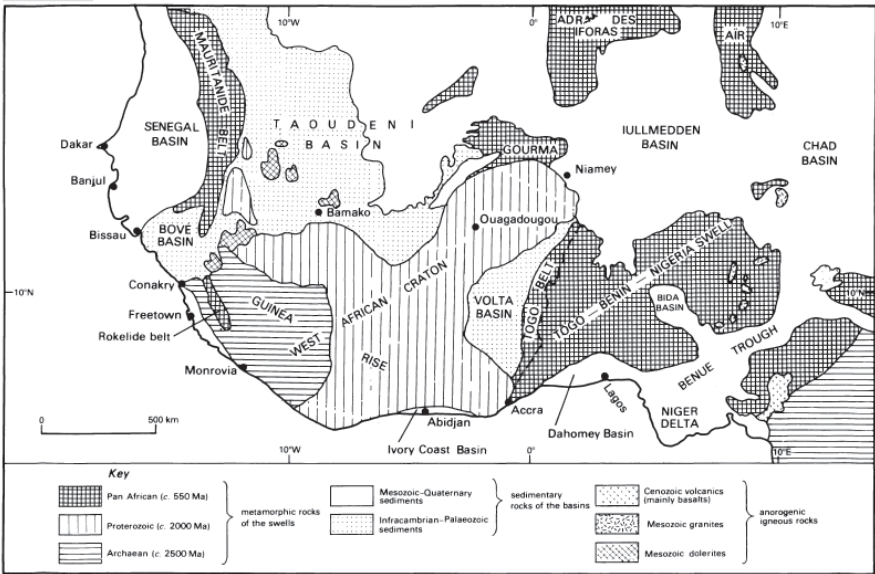 10°W
0°
10°E
ADRAR DES
IFORAS
AÏR
MAURITANIDE BELT
TAOUDENI
BASIN
SENEGAL
BASIN
Dakar
GOURMA
IULLMEDDEN
BASIN
CHAD
BASIN
Niamey
Banjul
Bamako
Ouagadougou
Bissau
BOVÉ
BASIN
10°N
Conakry
Freetown
Rokelide belt
Monrovia
GUINEA
RISE
WEST AFRICAN CRATON
VOLTA
BASIN
TOGO BELT
TOGO – BENIN – NIGERIA SWELL
BIDA
BASIN
10°N
BENUE TROUGH
0
500 km
Abidjan
Accra
Lagos
NIGER
DELTA
Dahomey Basin
Ivory Coast Basin
10°W
0°
10°E
Key
Pan African (c. 550 Ma)
Proterozoic (c. 2000 Ma)
Archaean (c. 2500 Ma)
metamorphic rocks
of the swells
Mesozoic–Quaternary
sediments
Infracambrian–Palaeozoic
sediments
sedimentary
rocks of the basins
Cenozoic volcanics
(mainly basalts)
Mesozoic granites
Mesozoic dolerites
anorogenic
igneous rocks